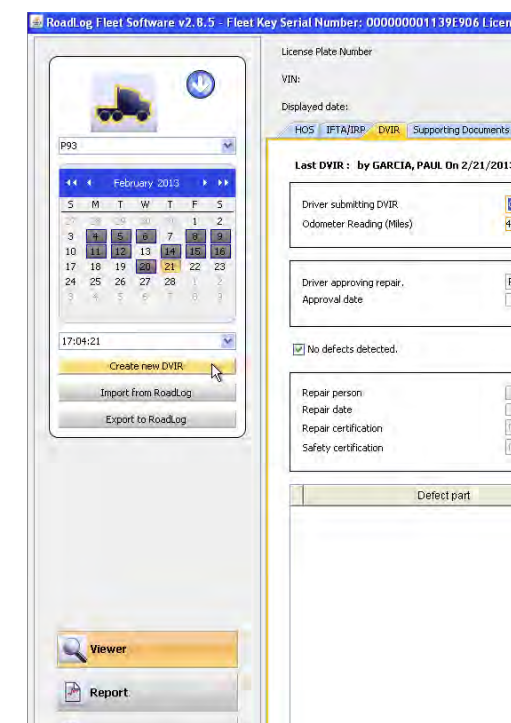 RoadLog Fleet Software v2.8.5 - Fleet Key Serial Number: 000000001139E906 Licen
License Plate Number
VIN:
Displayed date:
HOS IFTA/IRP DVIR Supporting Documents
P93
Last DVIR : by GARCIA, PAUL On 2/21/2013
February 2013
S M T W T F S
27 28 29 30 31 1 2
3 4 5 6 7 8 9
10 11 12 13 14 15 16
17 18 19 20 21 22 23
24 25 26 27 28 1 2
3 4 5 6 7 8 9
Driver submitting DVIR
Odometer Reading (Miles) 4
Driver approving repair.
Approval date
17:04:21
No defects detected.
Create new DVIR
Import from RoadLog
Export to RoadLog
Repair person
Repair date
Repair certification
Safety certification
Defect part
Viewer
Report